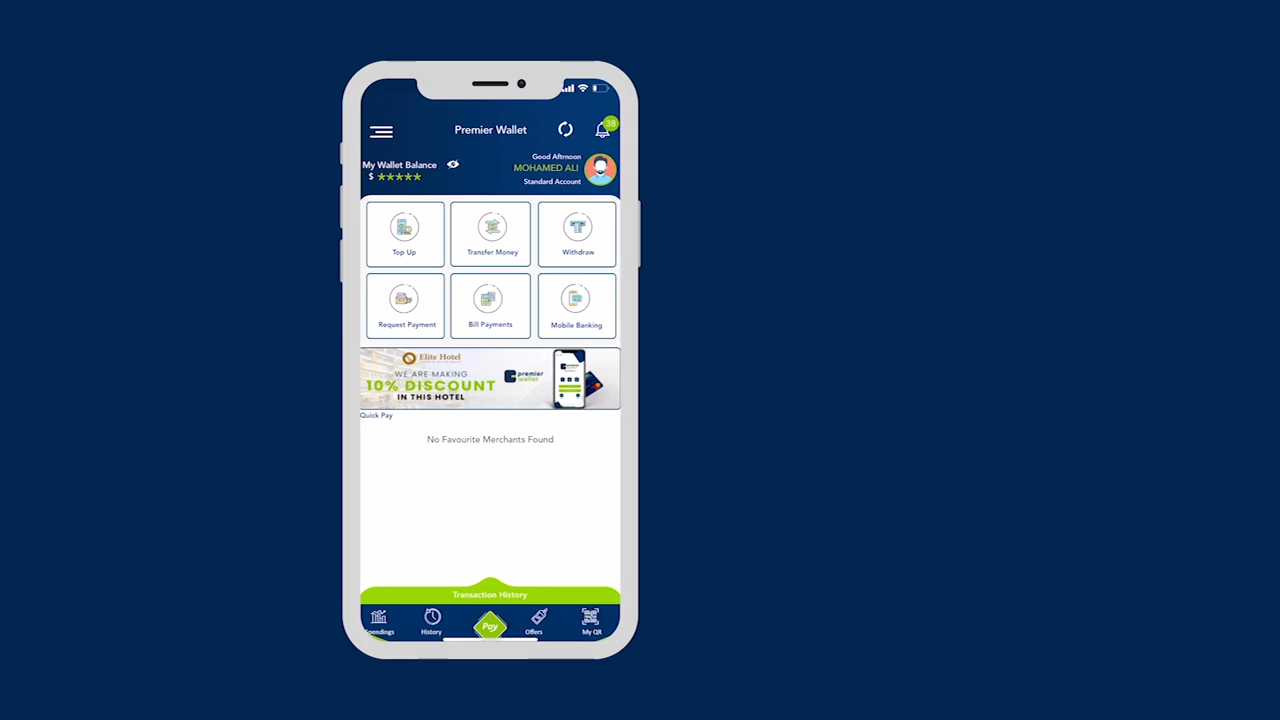 Premier Wallet
38
My Wallet Balance
$ *****
Good Aftrnoon
MOHAMED ALI
Standard Account
Top Up
Transfer Money
Withdraw
Request Payment
Bill Payments
Mobile Banking
Elite Hotel
WE ARE MAKING
10% DISCOUNT
IN THIS HOTEL
premier
wallet
Quick Pay
No Favourite Merchants Found
Transaction History
Spendings
History
Pay
Offers
My QR